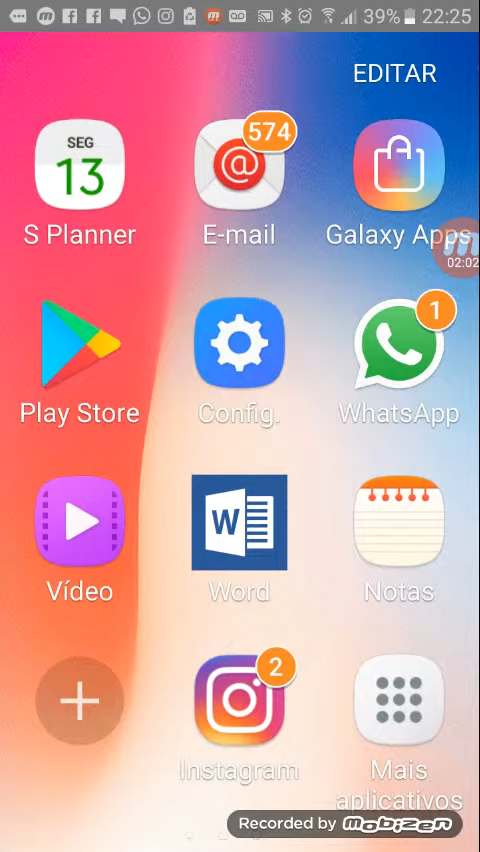 39% 22:25
EDITAR
SEG
13
574
@
S Planner
E-mail
Galaxy Apps
02:02
1
Play Store
Config.
WhatsApp
W
Vídeo
Word
Notas
2
Instagram
Mais
aplicativos
Recorded by Mobizen